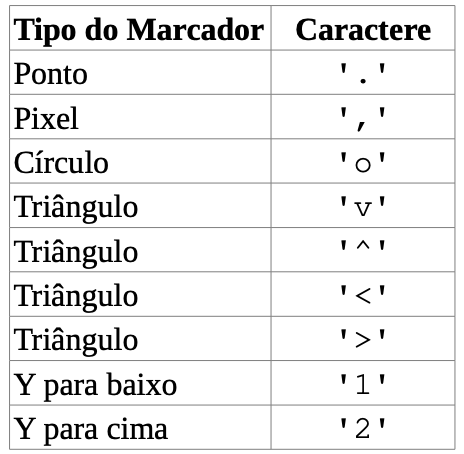 Tipo do Marcador Caractere
Ponto '.'
Pixel ','
Círculo 'o'
Triângulo 'v'
Triângulo '^'
Triângulo '<'
Triângulo '>'
Y para baixo '1'
Y para cima '2'